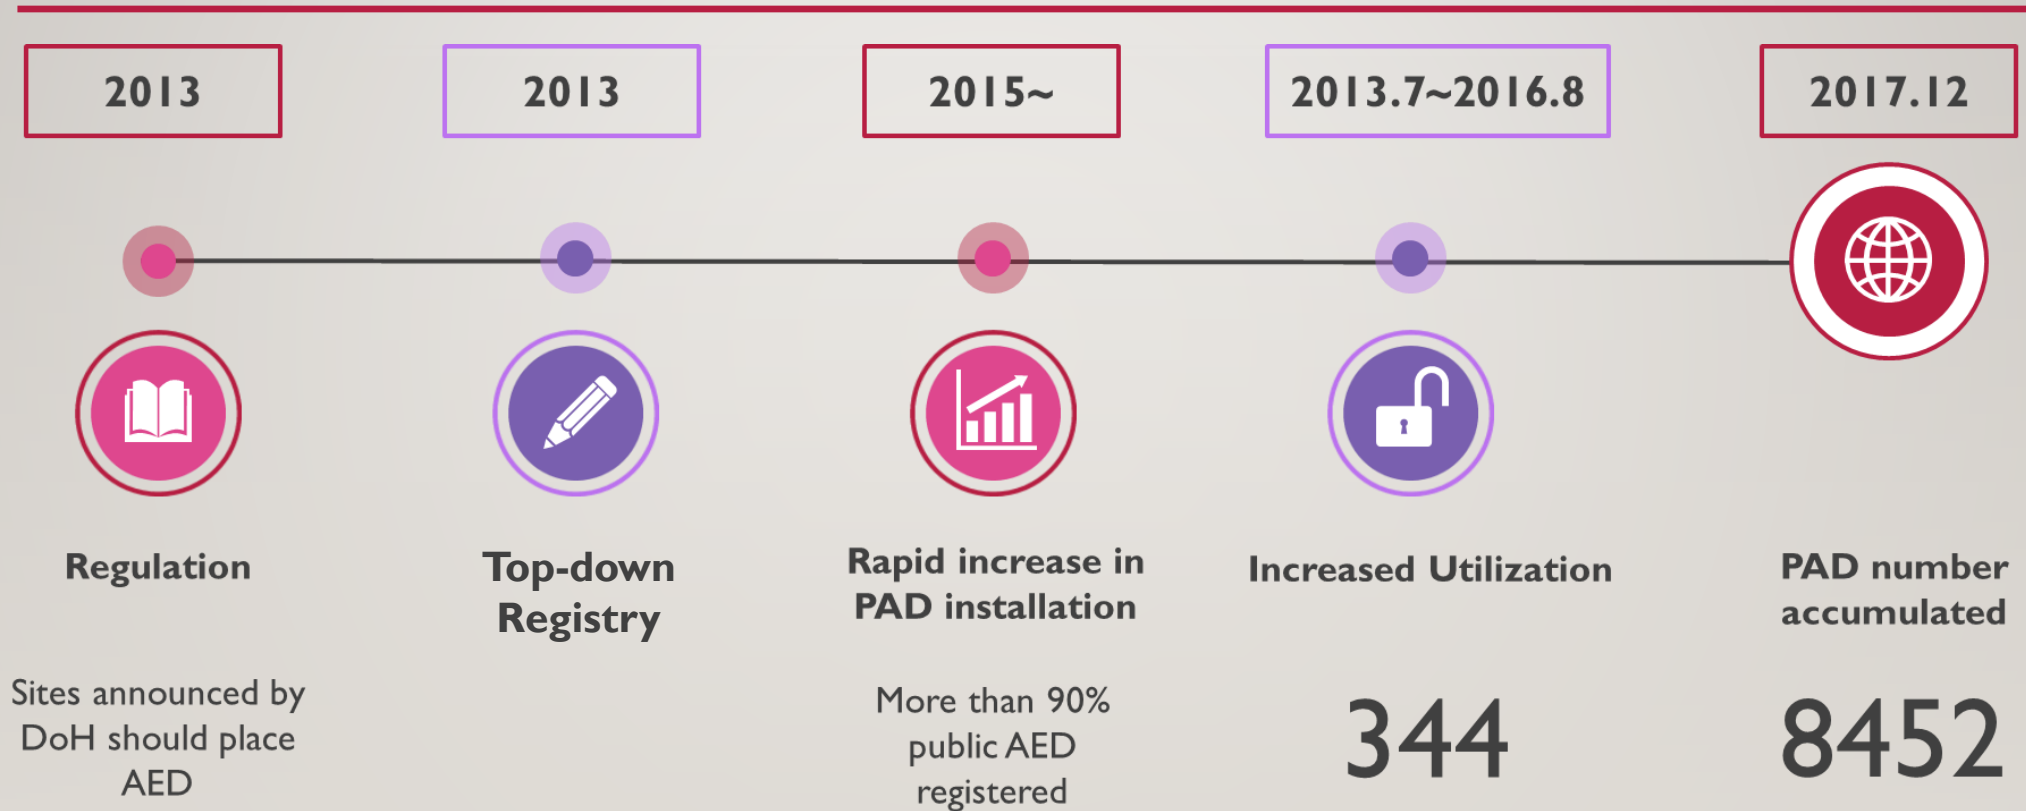 2013
2013
2015~
2013.7~2016.8
2017.12
Regulation
Sites announced by
DoH should place
AED
Top-down
Registry
Rapid increase in
PAD installation
More than 90%
public AED
registered
Increased Utilization
344
PAD number
accumulated
8452